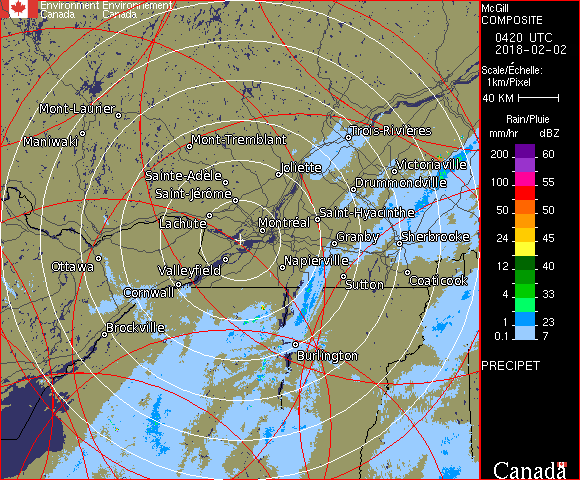 Environment Environnement
Canada Canada
McGill
COMPOSITE
0420 UTC
2018-02-02
Scale/Échelle:
1km/Pixel
40 KM
Rain/Pluie
mm/hr dBZ
200 60
150 57
100 55
50 50
24 45
12 40
4 33
1 23
0.1 7
PRECIPET
Canada
Mont-Laurier
Maniwaki
Mont-Tremblant
Trois-Rivières
Joliette
Victoriaville
Sainte-Adèle
Drummondville
Saint-Jérôme
Lachute
Saint-Hyacinthe
Montréal
Granby
Sherbrooke
Ottawa
Valleyfield
Napierville
Cornwall
Sutton
Coaticook
Brockville
Burlington